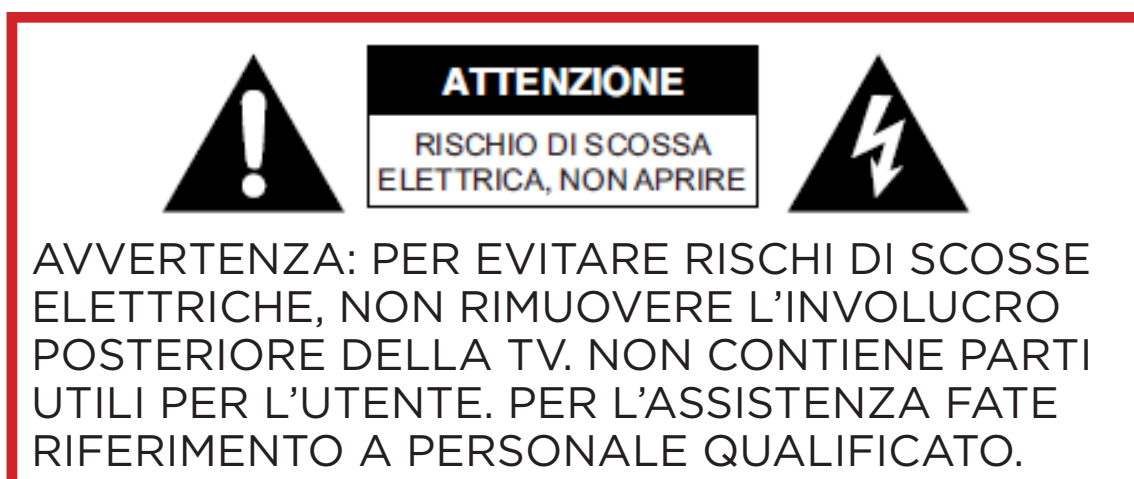 ATTENZIONE
RISCHIO DI SCOSSA
ELETTRICA, NON APRIRE
AVVERTENZA: PER EVITARE RISCHI DI SCOSSE
ELETTRICHE, NON RIMUOVERE L’INVOLUCRO
POSTERIORE DELLA TV. NON CONTIENE PARTI
UTILI PER L’UTENTE. PER L’ASSISTENZA FATE
RIFERIMENTO A PERSONALE QUALIFICATO.